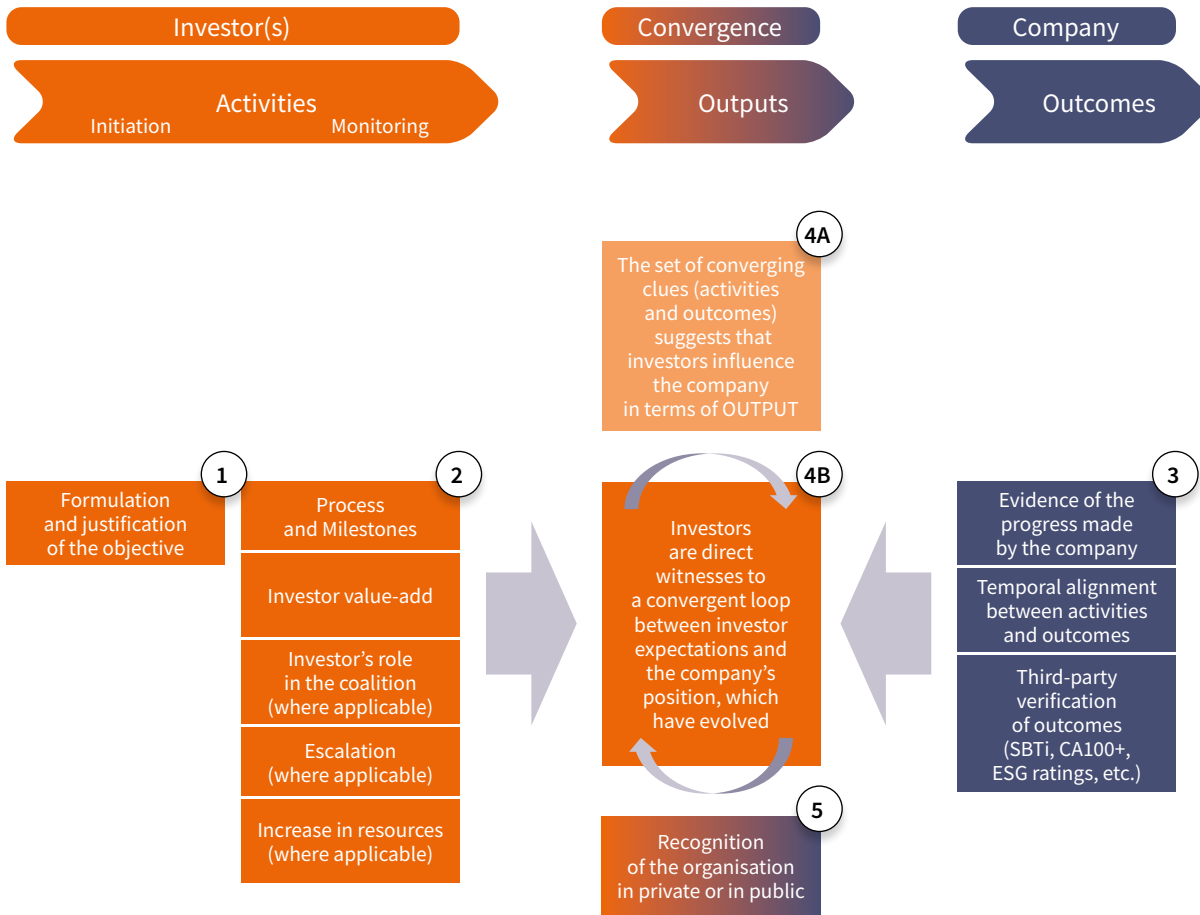 Investor(s)
Convergence
Company
Activities
Initiation
Monitoring
Outputs
Outcomes
4A
The set of converging
clues (activities
and outcomes)
suggests that
investors influence
the company
in terms of OUTPUT
1
Formulation
and justification
of the objective
2
Process
and Milestones
Investor value-add
Investor's role
in the coalition
(where applicable)
Escalation
(where applicable)
Increase in resources
(where applicable)
4B
Investors
are direct
witnesses to
a convergent loop
between investor
expectations and
the company's
position, which
have evolved
5
Recognition
of the organisation
in private or in public
3
Evidence of the
progress made
by the company
Temporal alignment
between activities
and outcomes
Third-party
verification
of outcomes
(SBTi, CA100+,
ESG ratings, etc.)